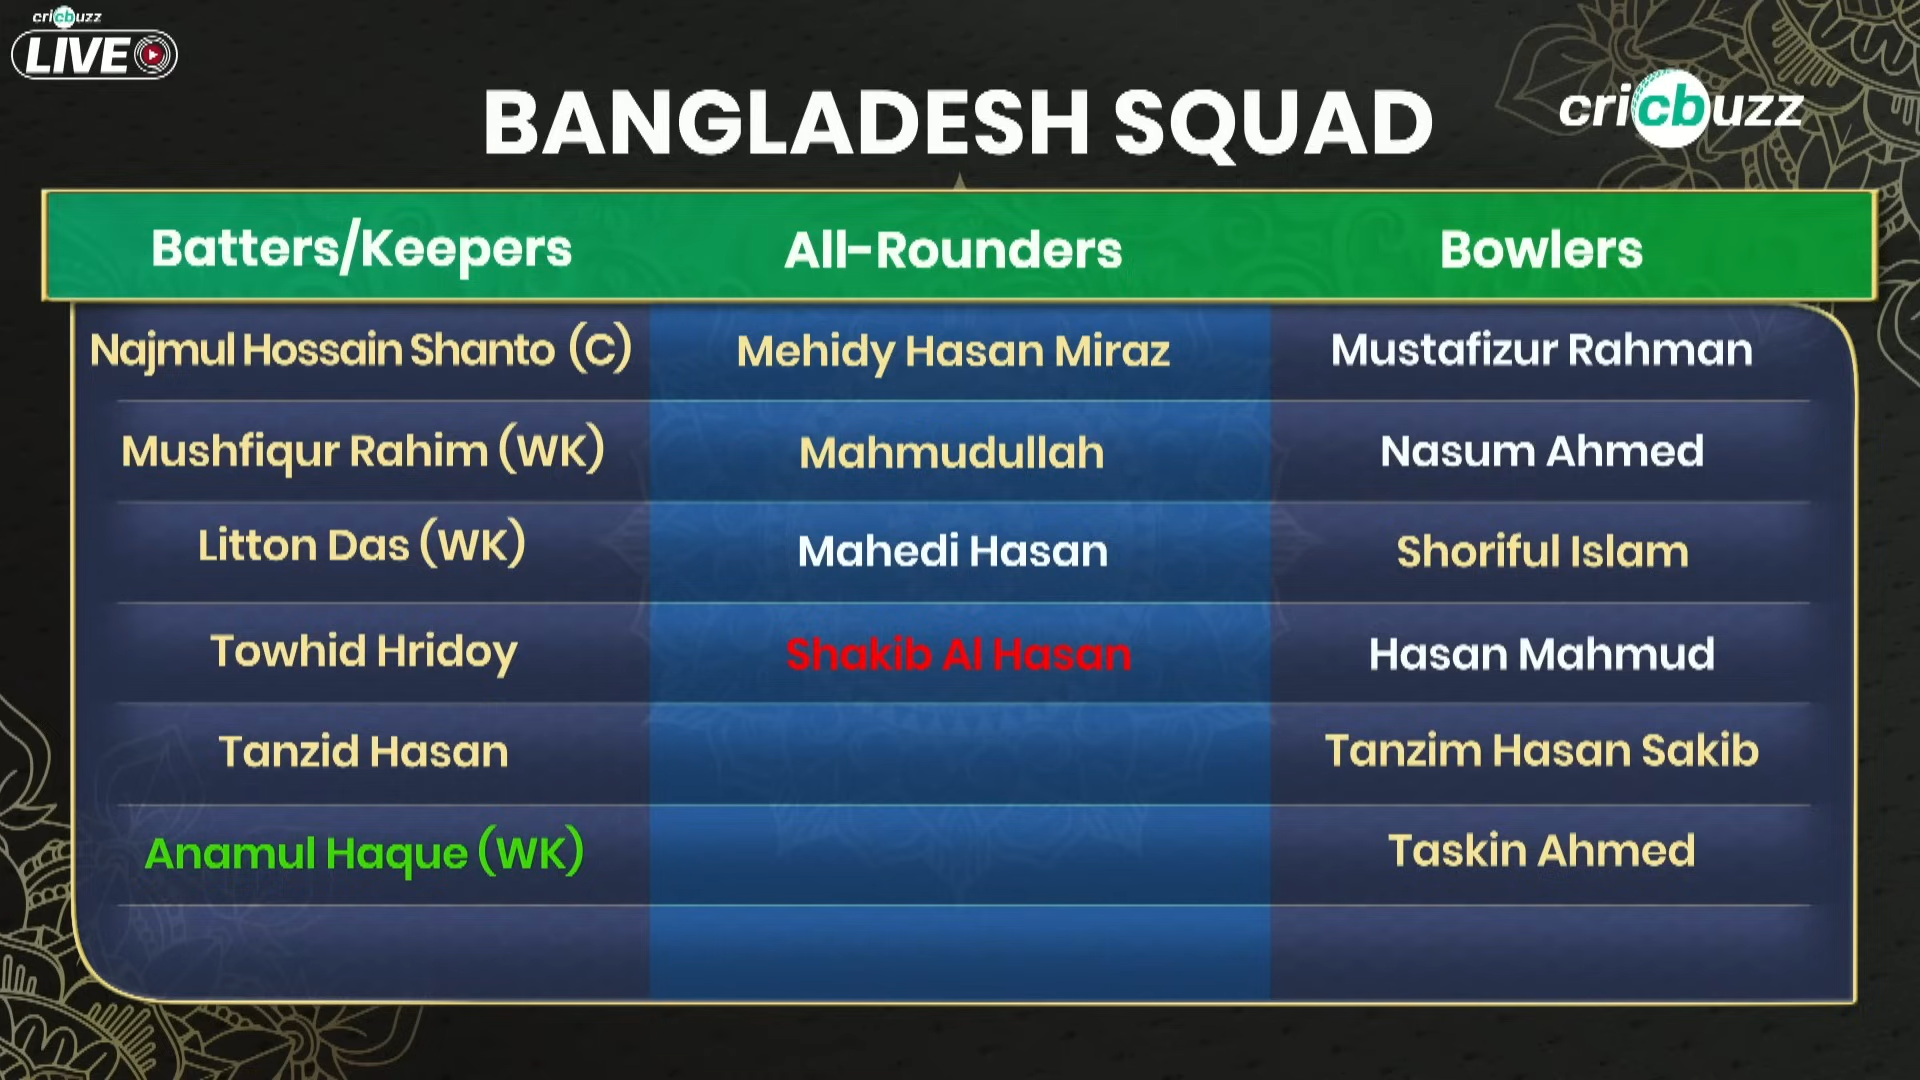 cricbuzz
LIVE
BANGLADESH SQUAD
cricbuzz
Batters/Keepers All-Rounders Bowlers
Najmul Hossain Shanto (C) Mehidy Hasan Miraz Mustafizur Rahman
Mushfiqur Rahim (WK) Mahmudullah Nasum Ahmed
Litton Das (WK) Mahedi Hasan Shoriful Islam
Towhid Hridoy Shakib Al Hasan Hasan Mahmud
Tanzid Hasan Tanzim Hasan Sakib
Anamul Haque (WK) Taskin Ahmed